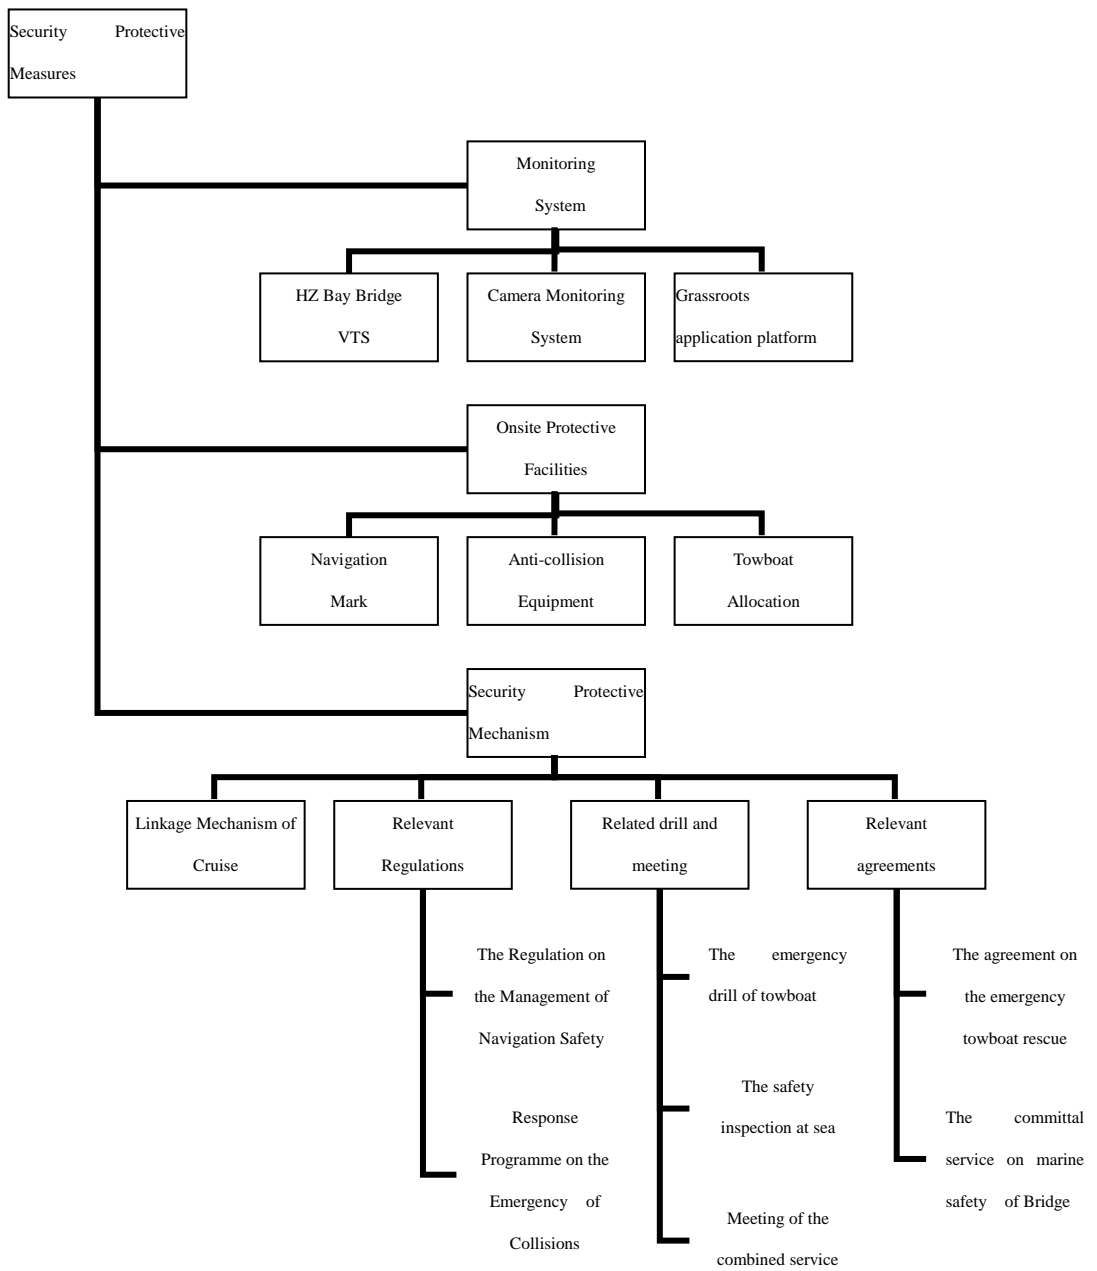 Security Protective
Measures
Monitoring
System
HZ Bay Bridge
VTS
Camera Monitoring
System
Grassroots
application platform
Onsite Protective
Facilities
Navigation
Mark
Anti-collision
Equipment
Towboat
Allocation
Security Protective
Mechanism
Linkage Mechanism of
Cruise
Relevant
Regulations
Related drill and
meeting
Relevant
agreements
The Regulation on
the Management of
Navigation Safety
Response
Programme on the
Emergency of
Collisions
The emergency
drill of towboat
The safety
inspection at sea
Meeting of the
combined service
The agreement on
the emergency
towboat rescue
The committal
service on marine
safety of Bridge